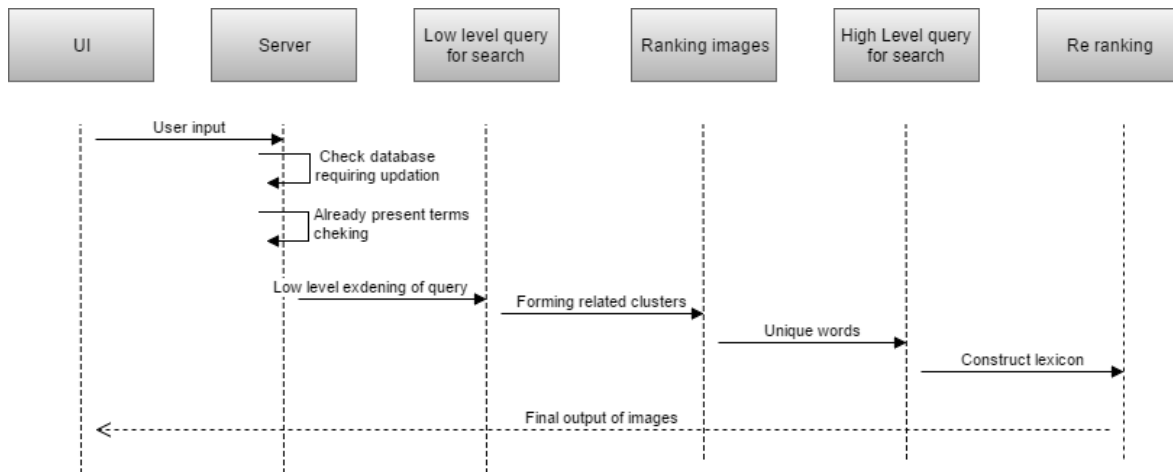 UI
Server
Low level query
for search
Ranking images
High Level query
for search
Re ranking
User input
Check database
requiring updation
Already present terms
cheking
Low level exdening of query
Forming related clusters
Unique words
Construct lexicon
Final output of images